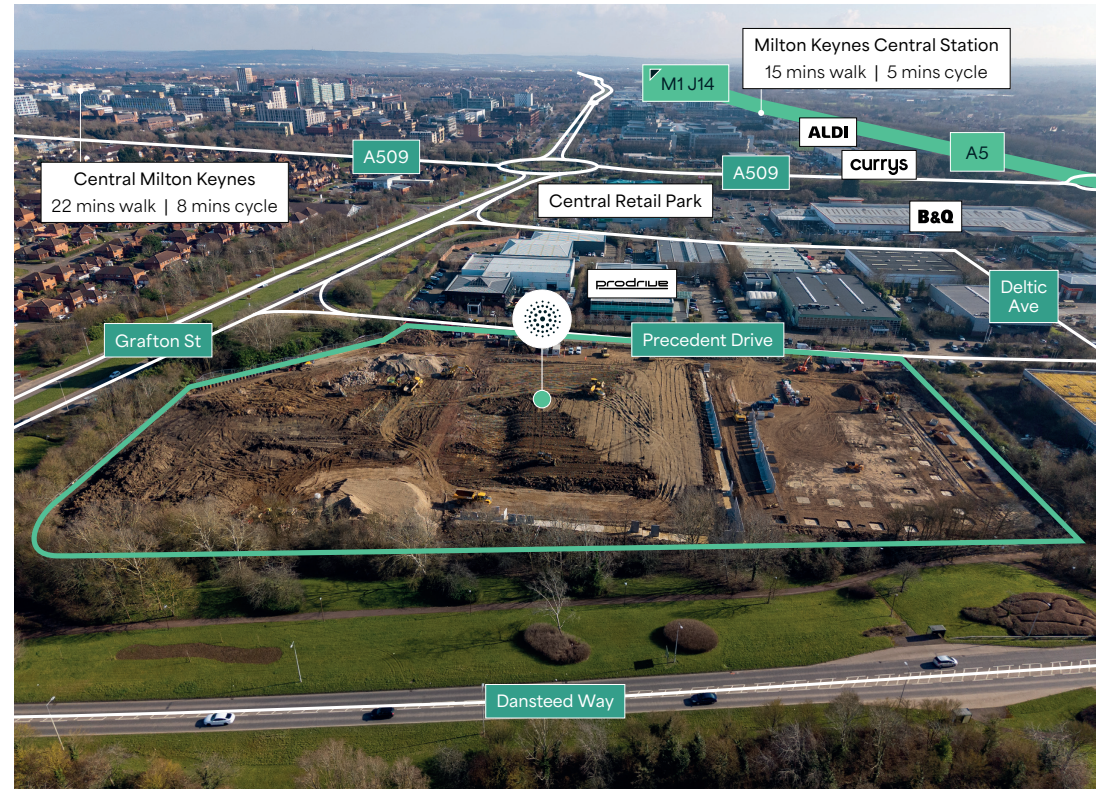 Milton Keynes Central Station
15 mins walk | 5 mins cycle
M1 J14
ALDI
currys
A5
A509
A509
Central Milton Keynes
22 mins walk | 8 mins cycle
Central Retail Park
B&Q
prodrive
Deltic
Ave
Grafton St
Precedent Drive
Dansteed Way